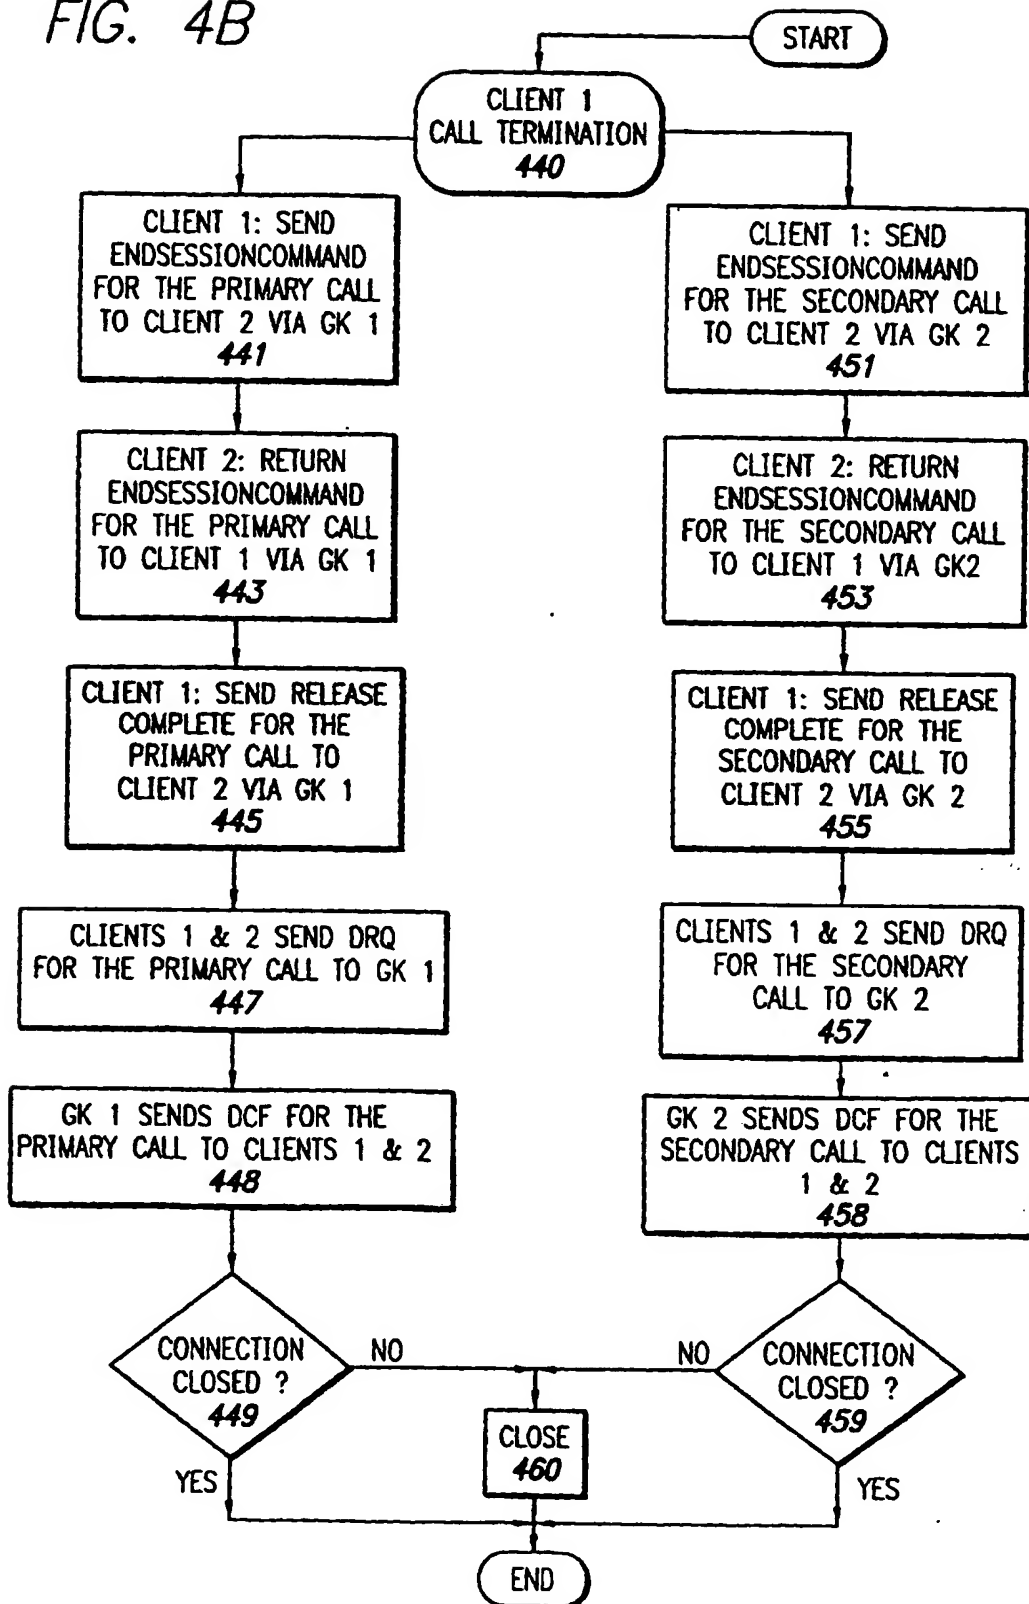 FIG. 4B
START
CLIENT 1
CALL TERMINATION
440
CLIENT 1: SEND
ENDSESSIONCOMMAND
FOR THE PRIMARY CALL
TO CLIENT 2 VIA GK 1
441
CLIENT 2: RETURN
ENDSESSIONCOMMAND
FOR THE PRIMARY CALL
TO CLIENT 1 VIA GK 1
443
CLIENT 1: SEND RELEASE
COMPLETE FOR THE
PRIMARY CALL TO
CLIENT 2 VIA GK 1
445
CLIENTS 1 & 2 SEND DRQ
FOR THE PRIMARY CALL TO GK 1
447
GK 1 SENDS DCF FOR THE
PRIMARY CALL TO CLIENTS 1 & 2
448
CONNECTION
CLOSED ?
449
NO
YES
CLIENT 1: SEND
ENDSESSIONCOMMAND
FOR THE SECONDARY CALL
TO CLIENT 2 VIA GK 2
451
CLIENT 2: RETURN
ENDSESSIONCOMMAND
FOR THE SECONDARY CALL
TO CLIENT 1 VIA GK2
453
CLIENT 1: SEND RELEASE
COMPLETE FOR THE
SECONDARY CALL TO
CLIENT 2 VIA GK 2
455
CLIENTS 1 & 2 SEND DRQ
FOR THE SECONDARY
CALL TO GK 2
457
GK 2 SENDS DCF FOR THE
SECONDARY CALL TO CLIENTS
1 & 2
458
CONNECTION
CLOSED ?
459
NO
YES
CLOSE
460
END